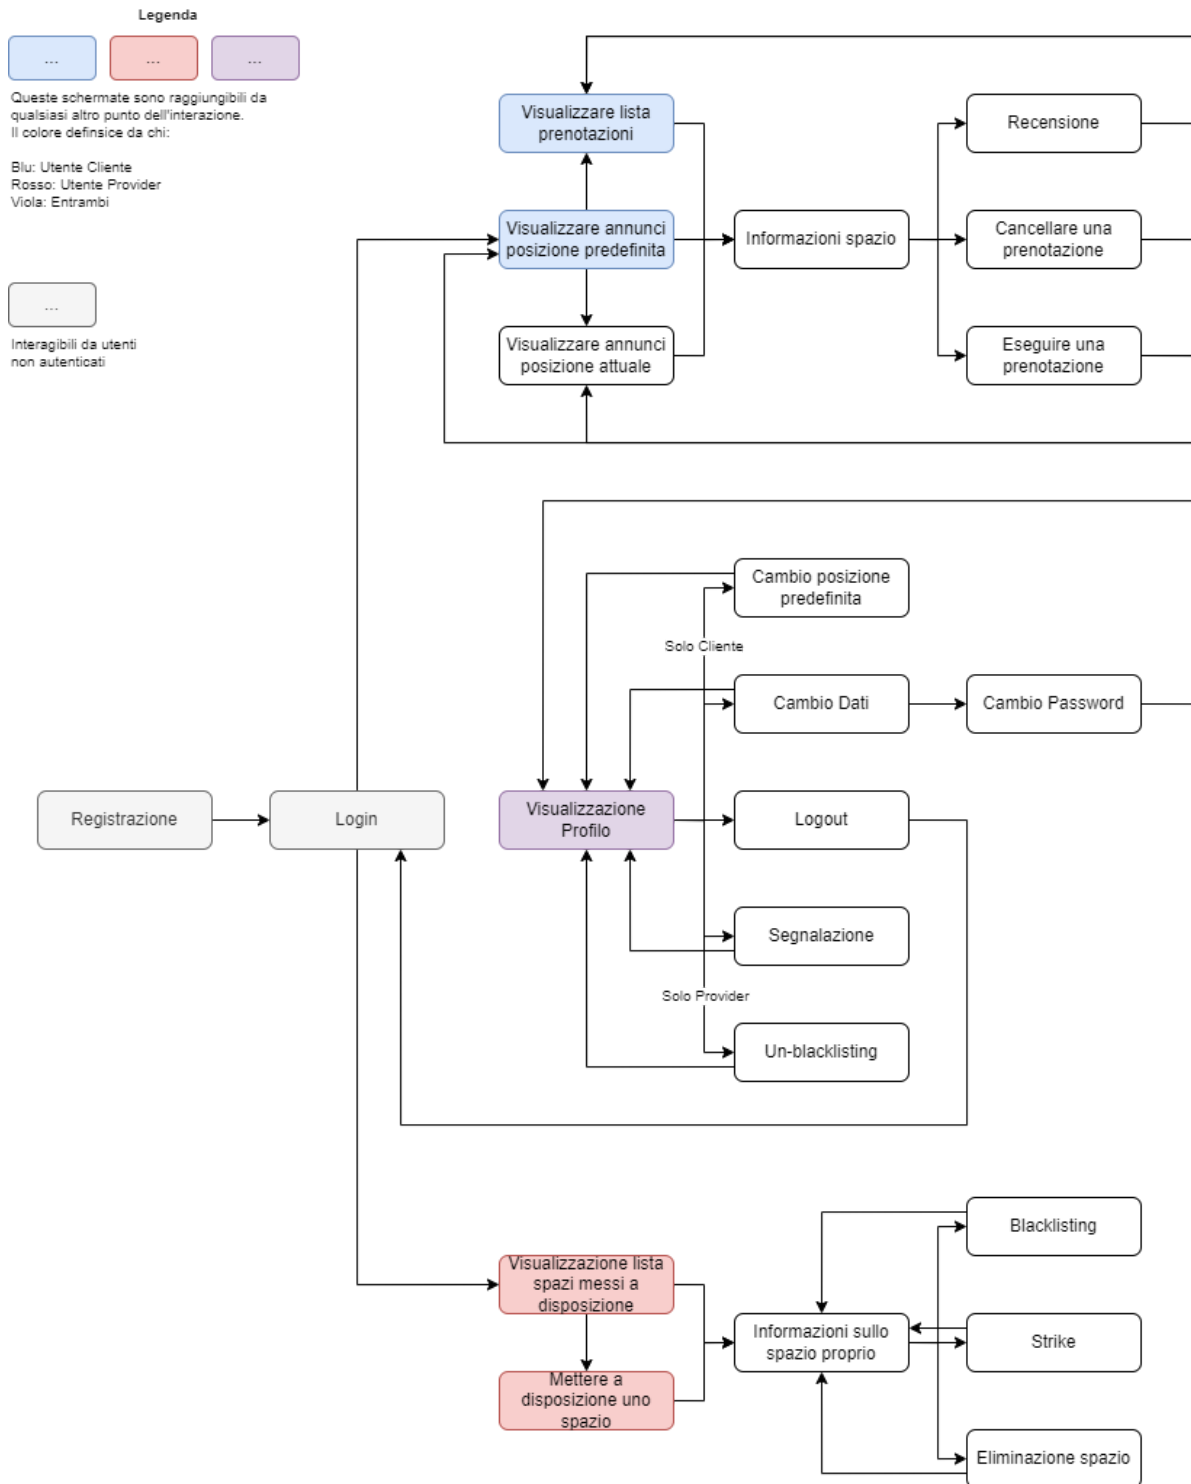 Legenda
...
...
...
Queste schermate sono raggiungibili da
qualsiasi altro punto dell'interazione.
Il colore definsice da chi:
Blu: Utente Cliente
Rosso: Utente Provider
Viola: Entrambi
...
Interagibili da utenti
non autenticati
Visualizzare lista
prenotazioni
Recensione
Visualizzare annunci
posizione predefinita
Informazioni spazio
Cancellare una
prenotazione
Visualizzare annunci
posizione attuale
Eseguire una
prenotazione
Cambio posizione
predefinita
Solo Cliente
Cambio Dati
Cambio Password
Registrazione
Login
Visualizzazione
Profilo
Logout
Segnalazione
Solo Provider
Un-blacklisting
Blacklisting
Visualizzazione lista
spazi messi a
disposizione
Informazioni sullo
spazio proprio
Strike
Mettere a
disposizione uno
spazio
Eliminazione spazio